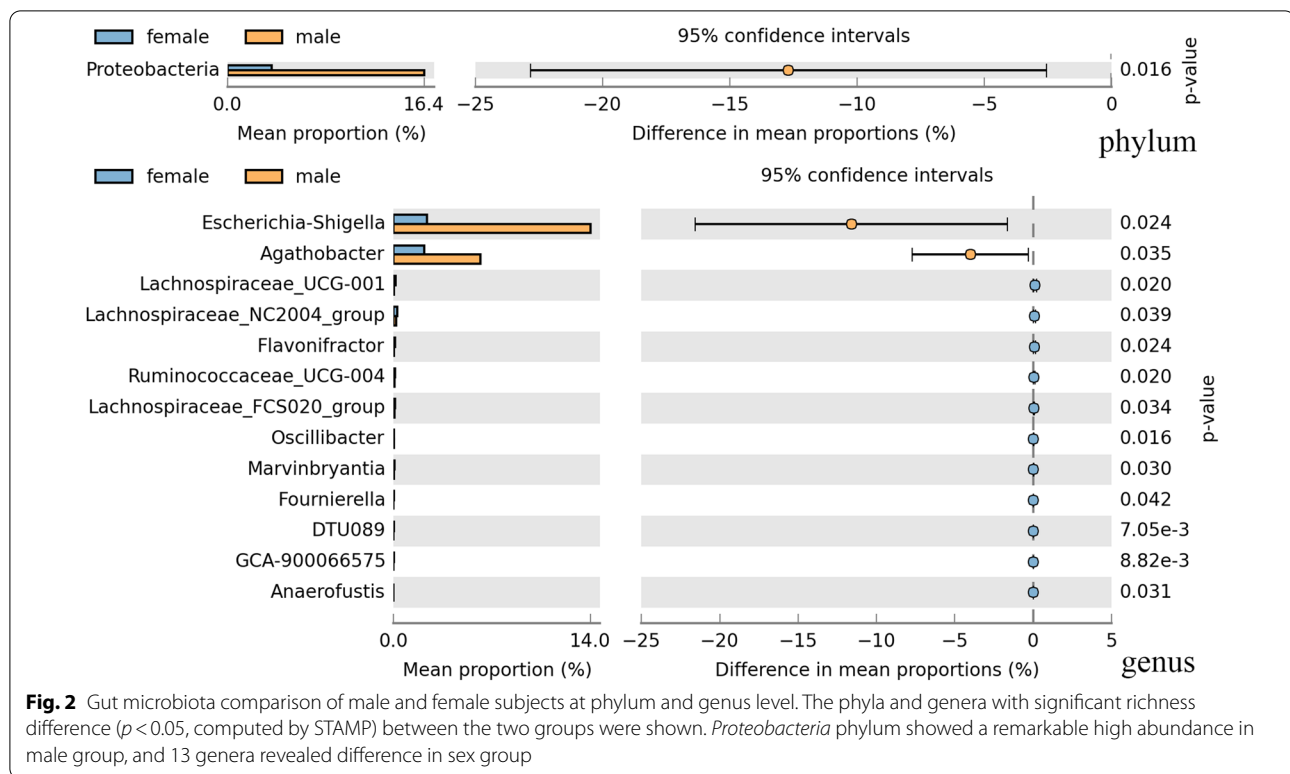 female male 95% confidence intervals
Proteobacteria 0.016
0.0 16.4 −25 −20 −15 −10 −5 0
p-value
Mean proportion (%) Difference in mean proportions (%)
phylum
female male 95% confidence intervals
Escherichia-Shigella 0.024
Agathobacter 0.035
Lachnospiraceae_UCG-001 0.020
Lachnospiraceae_NC2004_group 0.039
Flavonifractor 0.024
Ruminococcaceae_UCG-004 0.020
Lachnospiraceae_FCS020_group 0.034
Oscillibacter 0.016
Marvinbryantia 0.030
Fournierella 0.042
DTU089 7.05e-3
GCA-900066575 8.82e-3
Anaerofustis 0.031
p-value
0.0 14.0 −25 −20 −15 −10 −5 0 5
Mean proportion (%) Difference in mean proportions (%)
genus
Fig. 2 Gut microbiota comparison of male and female subjects at phylum and genus level. The phyla and genera with significant richness
difference (p < 0.05, computed by STAMP) between the two groups were shown. Proteobacteria phylum showed a remarkable high abundance in
male group, and 13 genera revealed difference in sex group